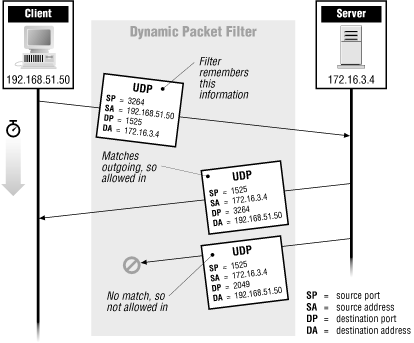 Client
Dynamic Packet Filter
Server
192.168.51.50
172.16.3.4
Filter
remembers
this
information
UDP
SP = 3264
SA = 192.168.51.50
DP = 1525
DA = 172.16.3.4
Matches
outgoing, so
allowed in
UDP
SP = 1525
SA = 172.16.3.4
DP = 3264
DA = 192.168.51.50
UDP
SP = 1525
SA = 172.16.3.4
DP = 2049
DA = 192.168.51.50
No match, so
not allowed in
SP = source port
SA = source address
DP = destination port
DA = destination address